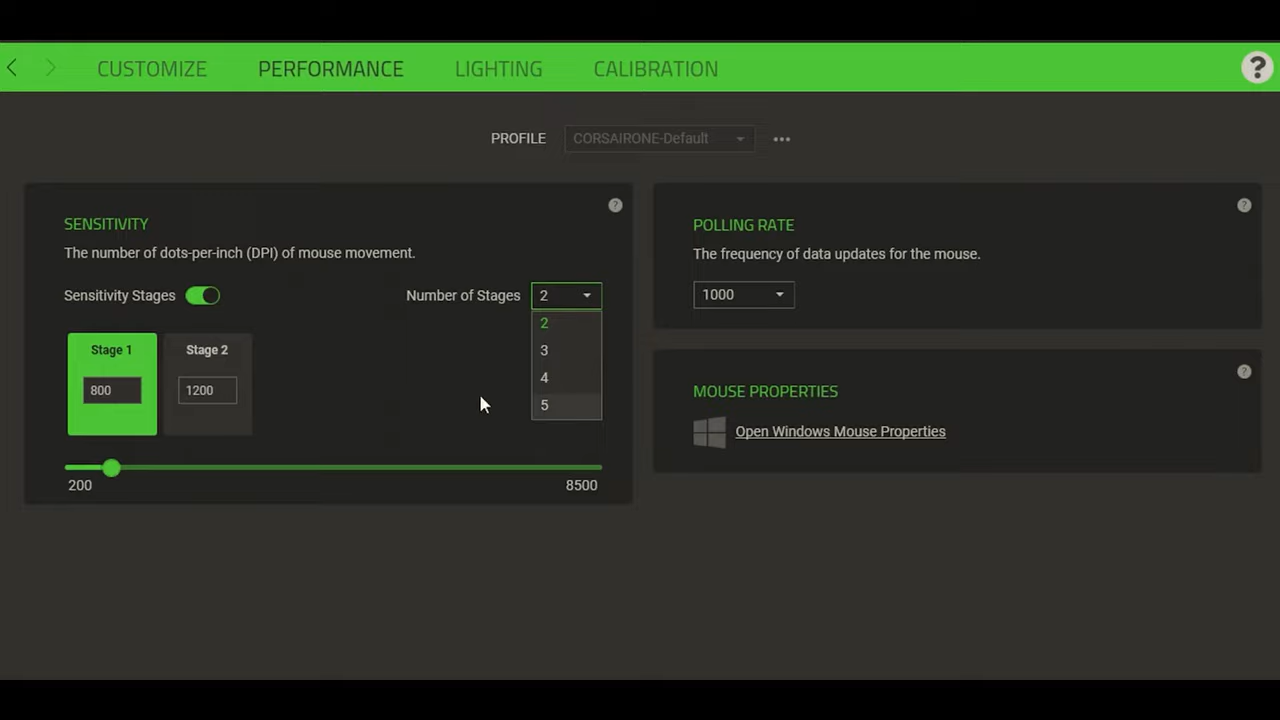 CUSTOMIZE PERFORMANCE LIGHTING CALIBRATION ?
PROFILE CORSAIRONE-Default •••
SENSITIVITY ?
The number of dots-per-inch (DPI) of mouse movement.
Sensitivity Stages Number of Stages 2
2
3
4
5
Stage 1 Stage 2
800 1200
200 8500
POLLING RATE ?
The frequency of data updates for the mouse.
1000
MOUSE PROPERTIES ?
Open Windows Mouse Properties